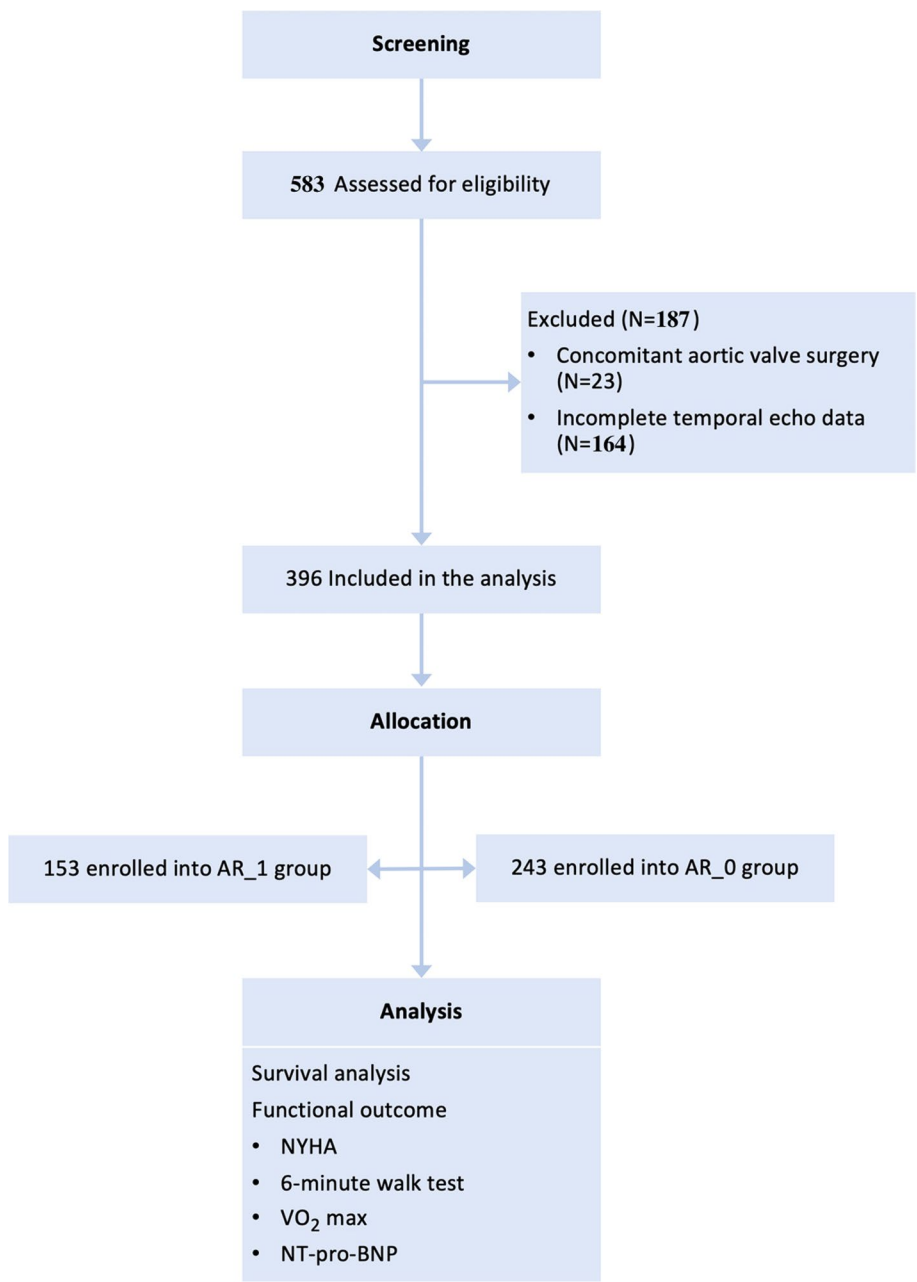 Screening
583 Assessed for eligibility
Excluded (N=187)
• Concomitant aortic valve surgery
(N=23)
• Incomplete temporal echo data
(N=164)
396 Included in the analysis
Allocation
153 enrolled into AR_1 group
243 enrolled into AR_0 group
Analysis
Survival analysis
Functional outcome
• NYHA
• 6-minute walk test
• VO₂ max
• NT-pro-BNP